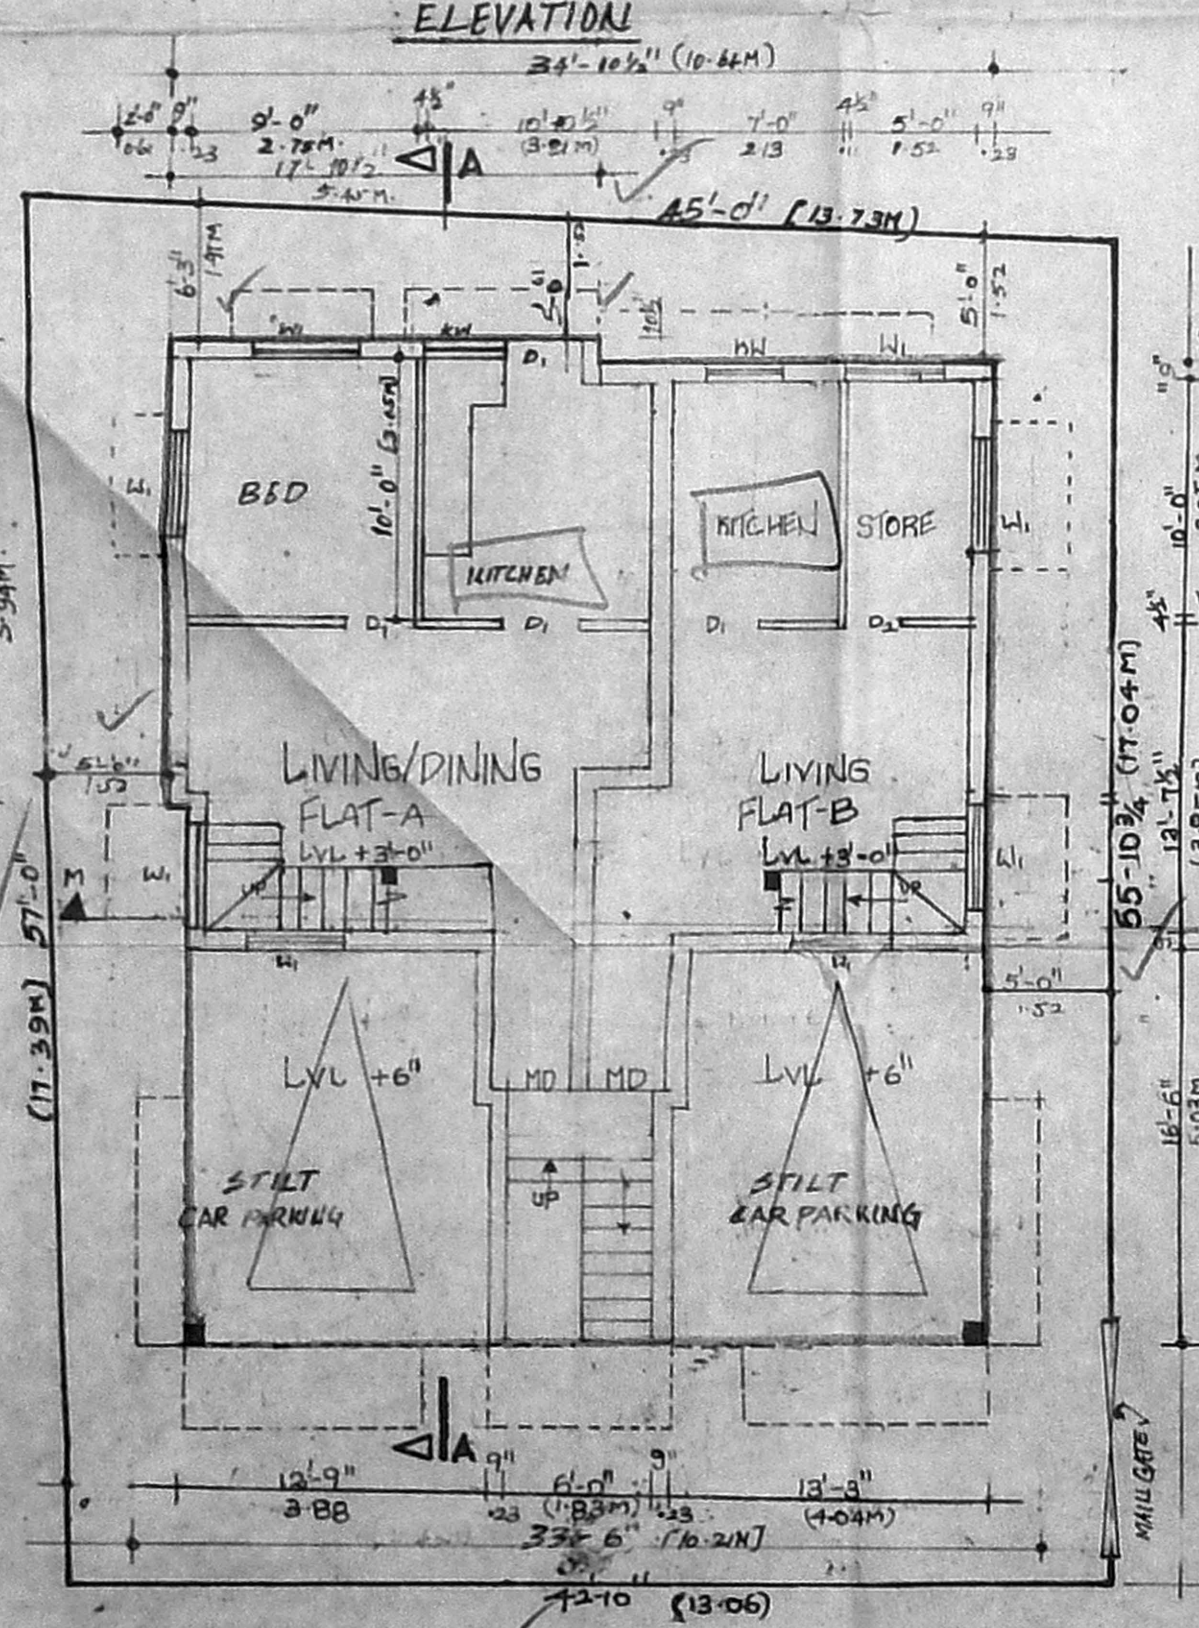 ELEVATION
34'-10½" (10.64M)
2'-0" 9" 9'-0" 4½" 10'-10½" 9" 7'-0" 4½" 5'-0" 9"
.23 2.75M. (3.31M) 2.13 .11 1.52 .23
17'-10½" A
5.45M.
45'-0" (13.73M)
6'-3" 1.91M 1.52 5'-0" 1.52
W1 KW D1 10½ KW W1
10'-0" (3.05M)
BED KITCHEN STORE
KITCHEN
W1 W1
10'-0"
D1 D1 D1 D2 4½"
LIVING/DINING LIVING
FLAT-A FLAT-B
LVL +3'-0" LVL +3'-0"
1.52
W1 UP UP W1
55-10¾" (17.04M)
12'-7½"
(17.39M) 57'-0"
W1 W1
5'-0"
1.52
LVL +6" MD MD LVL +6"
16'-6"
STILT UP STILT
CAR PARKING CAR PARKING
MAIN GATE
A
12'-9" 9" 6'-0" 9" 13'-3"
3.88 .23 (1.83M) .23 (4.04M)
33'-6" (10.21M)
42'-10" (13.06)